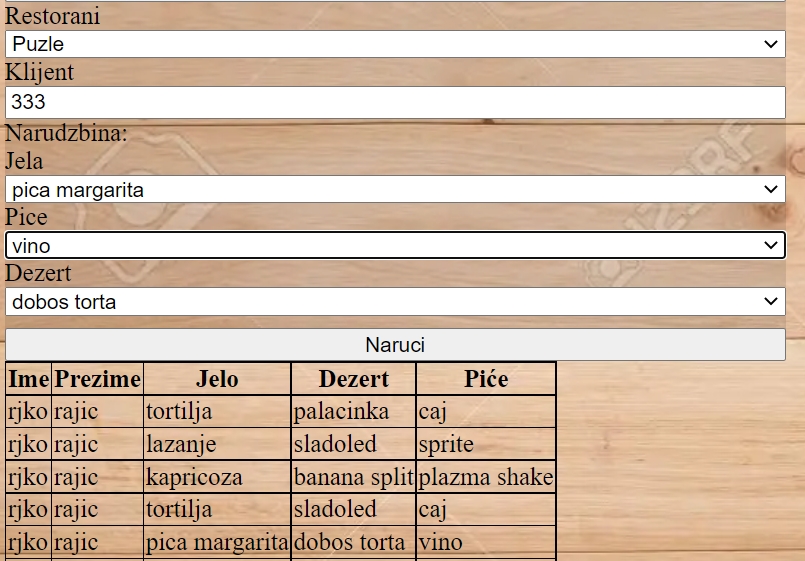 Restorani
Puzle
Klijent
333
Narudzbina:
Jela
pica margarita
Pice
vino
Dezert
dobos torta
Naruci
Ime Prezime Jelo Dezert Piće
rjko rajic tortilja palacinka caj
rjko rajic lazanje sladoled sprite
rjko rajic kapricoza banana split plazma shake
rjko rajic tortilja sladoled caj
rjko rajic pica margarita dobos torta vino